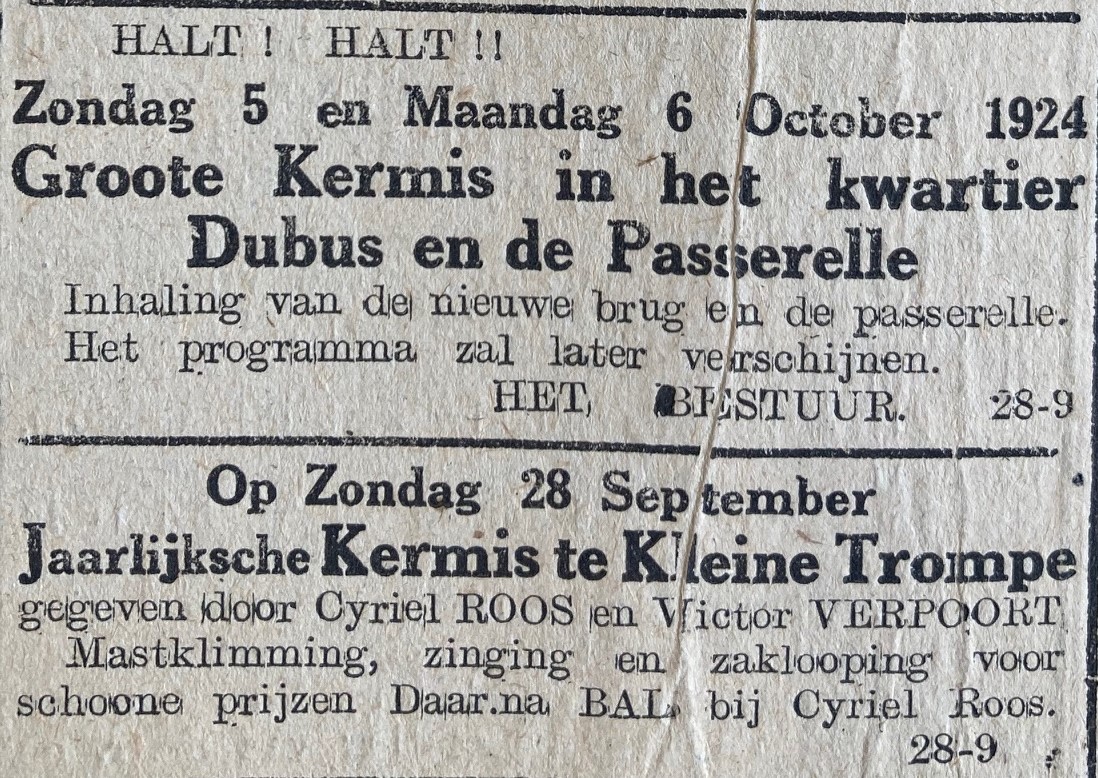 HALT ! HALT !!
Zondag 5 en Maandag 6 October 1924
Groote Kermis in het kwartier
Dubus en de Passerelle
Inhaling van de nieuwe brug en de passerelle.
Het programma zal later verschijnen.
HET BESTUUR. 28-9
Op Zondag 28 September
Jaarlijksche Kermis te Kleine Trompe
gegeven door Cyriel ROOS en Victor VERPOORT
Mastklimming, zinging en zaklooping voor
schoone prijzen Daar.na BAL bij Cyriel Roos.
28-9